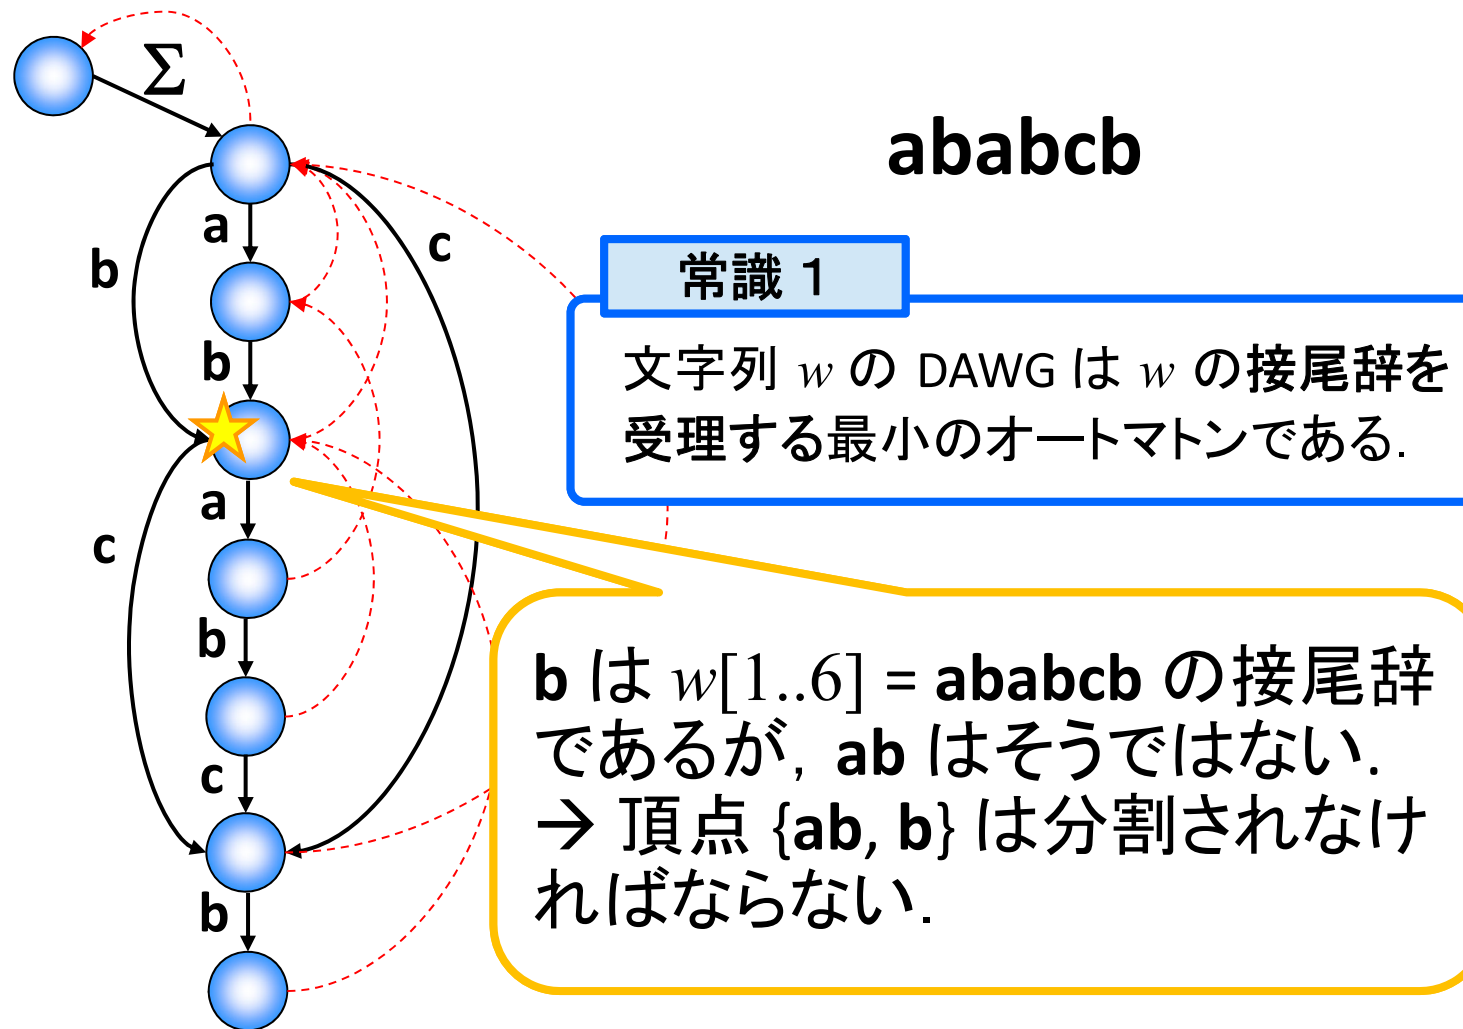 Σ
ababcb
a
b
c
b
a
c
b
c
b
常識 1
文字列 w の DAWG は w の接尾辞を
受理する最小のオートマトンである.
b は w[1..6] = ababcb の接尾辞
であるが, ab はそうではない.
→ 頂点 {ab, b} は分割されなけ
ればならない.